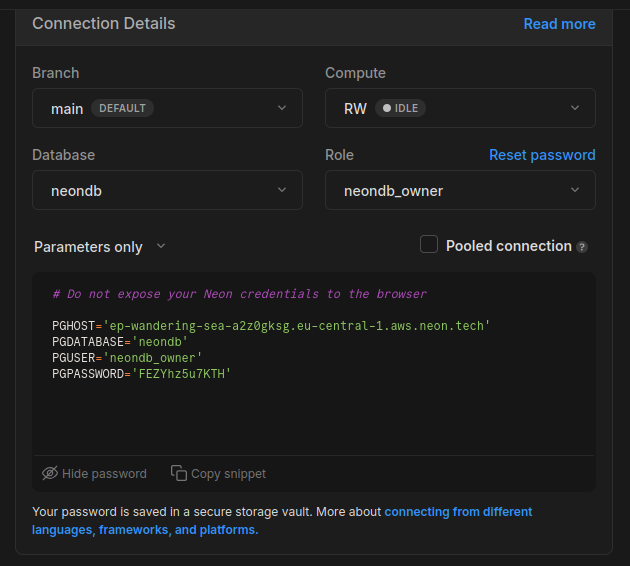 Connection Details Read more
Branch Compute
main DEFAULT RW IDLE
Database Role Reset password
neondb neondb_owner
Parameters only Pooled connection ?
# Do not expose your Neon credentials to the browser
PGHOST='ep-wandering-sea-a2z0gksg.eu-central-1.aws.neon.tech'
PGDATABASE='neondb'
PGUSER='neondb_owner'
PGPASSWORD='FEZYhz5u7KTH'
Hide password Copy snippet
Your password is saved in a secure storage vault. More about connecting from different
languages, frameworks, and platforms.